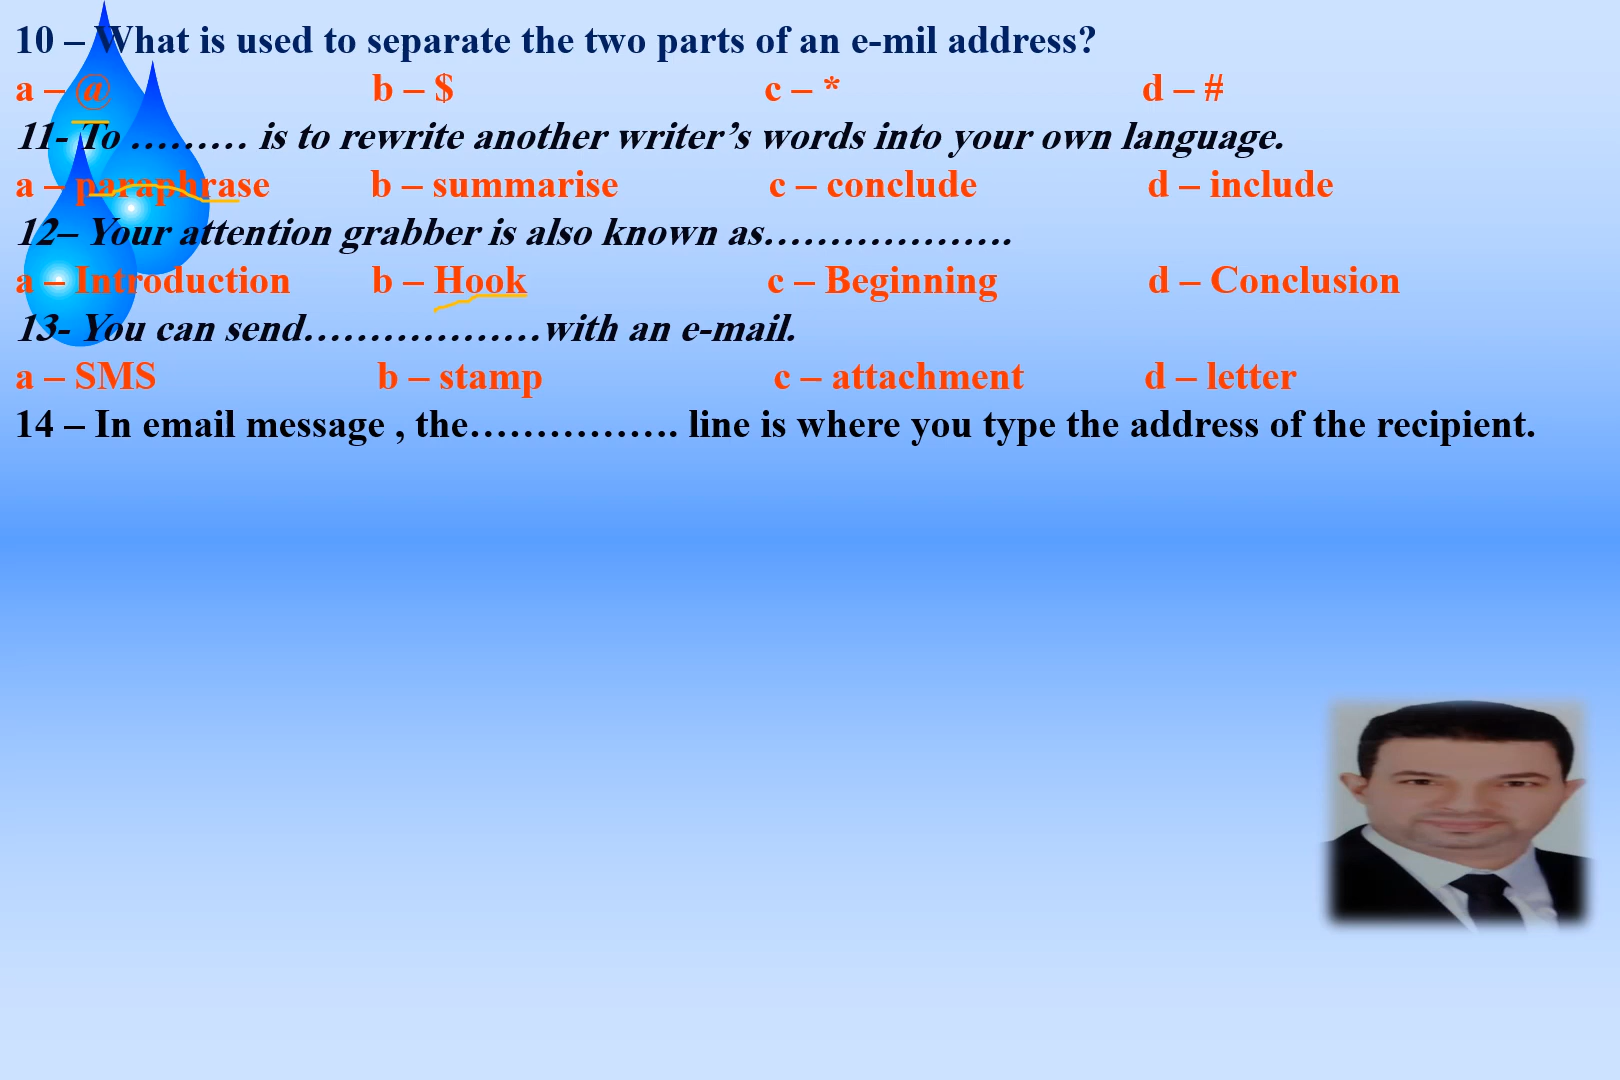 10 – What is used to separate the two parts of an e-mil address?
a – @ b – $ c – * d – #
11- To ……… is to rewrite another writer’s words into your own language.
a – paraphrase b – summarise c – conclude d – include
12– Your attention grabber is also known as……………….
a – Introduction b – Hook c – Beginning d – Conclusion
13- You can send………………with an e-mail.
a – SMS b – stamp c – attachment d – letter
14 – In email message , the……………. line is where you type the address of the recipient.